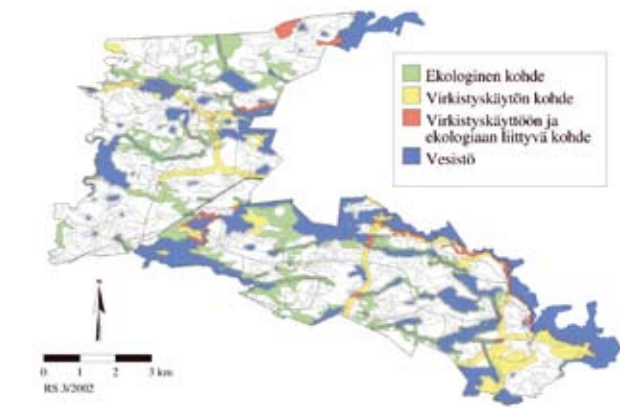 Ekologinen kohde
Virkistyskäytön kohde
Virkistyskäyttöön ja
ekologiaan liittyvä kohde
Vesistö
0 1 2 3 km
RS 3/2002